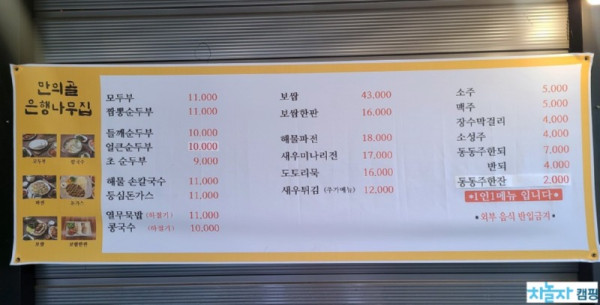 만의골
은행나무집
모두부 11,000
짬뽕순두부 11,000
들깨순두부 10,000
얼큰순두부 10,000
초 순두부 9,000
해물 손칼국수 11,000
등심돈가스 11,000
열무묵밥 (하절기) 11,000
콩국수 (하절기) 10,000
보쌈 43,000
보쌈한판 16,000
해물파전 18,000
새우미나리전 17,000
도토리묵 16,000
새우튀김 (추가메뉴) 12,000
소주 5,000
맥주 5,000
장수막걸리 4,000
소성주 4,000
동동주한되 7,000
반되 4,000
동동주한잔 2,000
*1인1메뉴 입니다*
* 외부 음식 반입금지 *
차놀자 캠핑